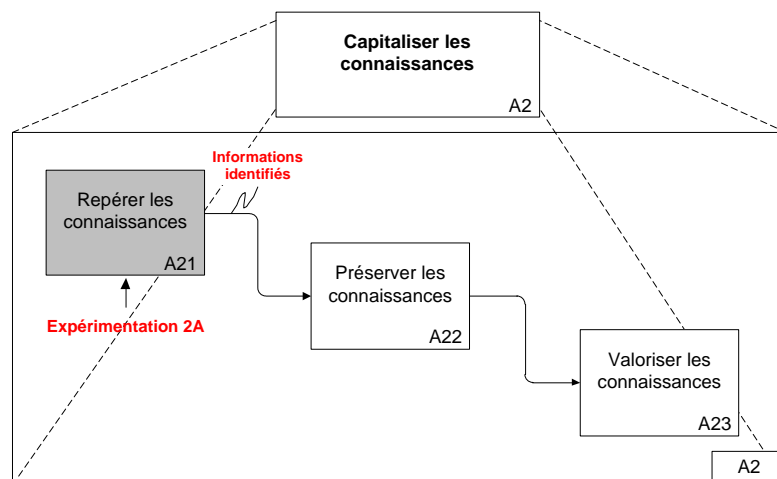 Capitaliser les
connaissances
A2
Informations
identifiés
Repérer les
connaissances
A21
Expérimentation 2A
Préserver les
connaissances
A22
Valoriser les
connaissances
A23
A2